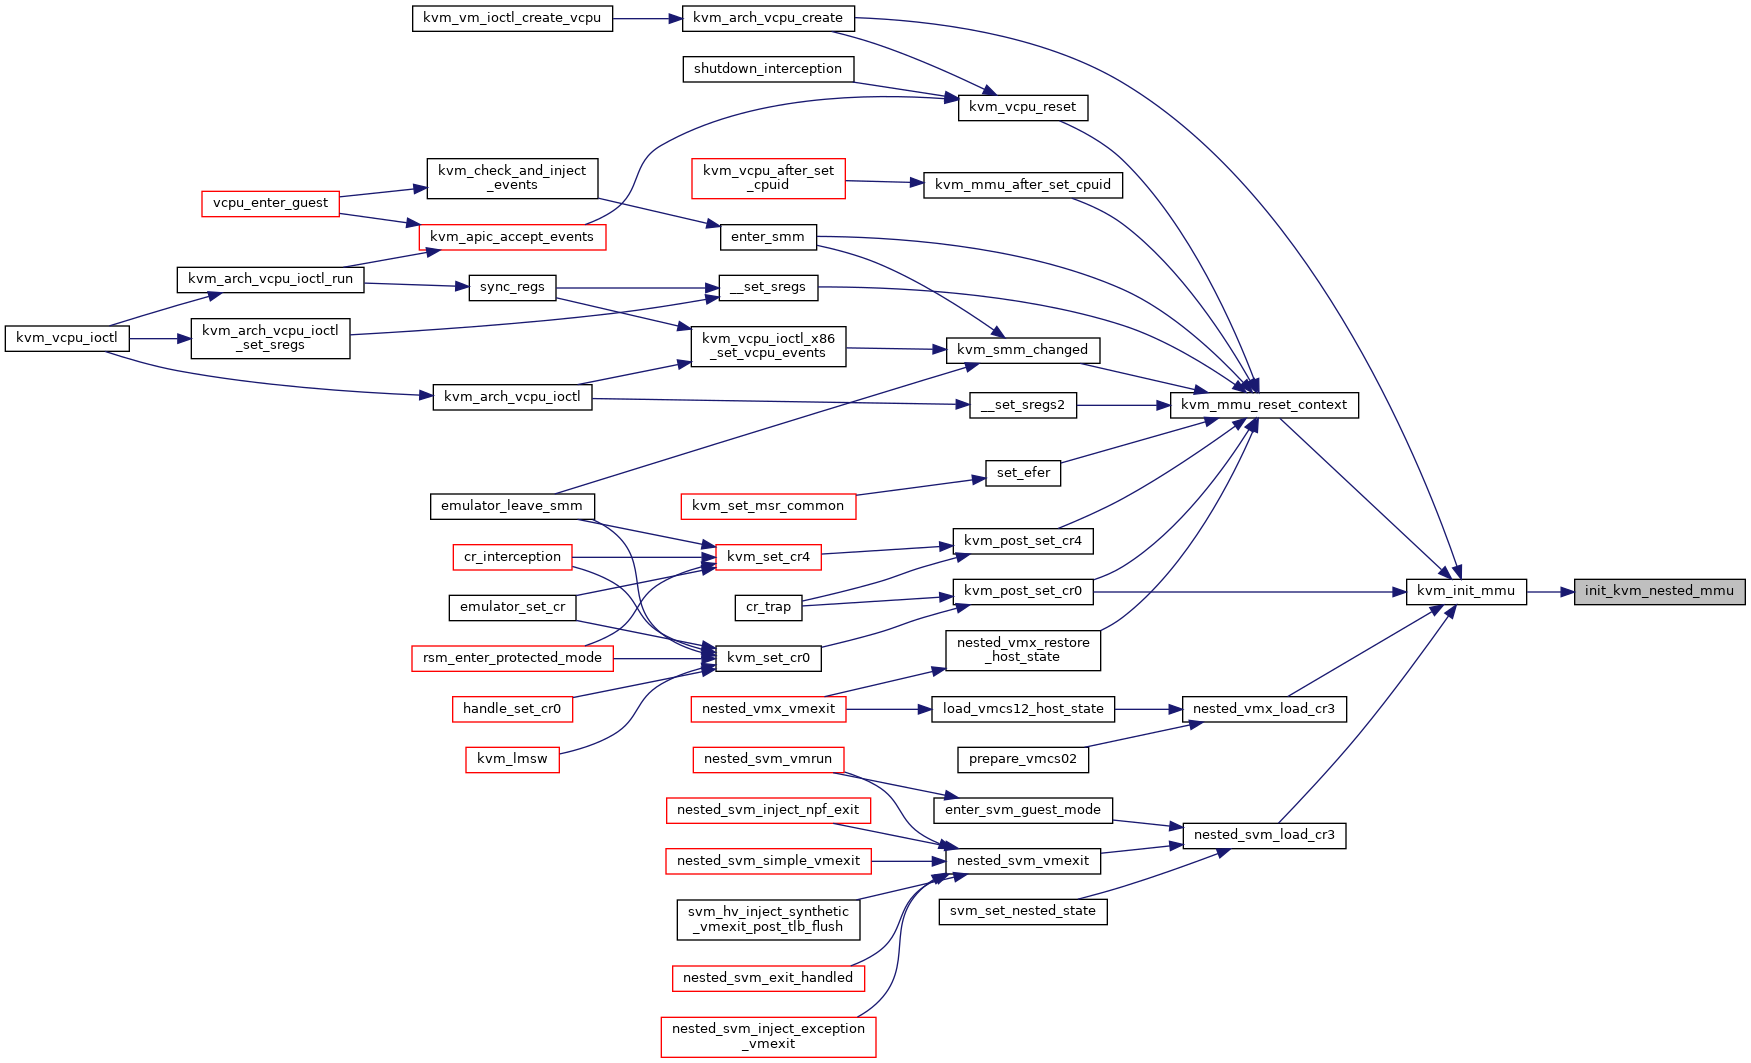 kvm_vm_ioctl_create_vcpu
kvm_arch_vcpu_create
shutdown_interception
kvm_vcpu_reset
kvm_check_and_inject
_events
kvm_vcpu_after_set
_cpuid
kvm_mmu_after_set_cpuid
vcpu_enter_guest
kvm_apic_accept_events
enter_smm
kvm_arch_vcpu_ioctl_run
sync_regs
__set_sregs
kvm_vcpu_ioctl
kvm_arch_vcpu_ioctl
_set_sregs
kvm_vcpu_ioctl_x86
_set_vcpu_events
kvm_smm_changed
kvm_arch_vcpu_ioctl
__set_sregs2
kvm_mmu_reset_context
set_efer
emulator_leave_smm
kvm_set_msr_common
kvm_post_set_cr4
cr_interception
kvm_set_cr4
emulator_set_cr
cr_trap
kvm_post_set_cr0
kvm_init_mmu
init_kvm_nested_mmu
rsm_enter_protected_mode
kvm_set_cr0
nested_vmx_restore
_host_state
handle_set_cr0
nested_vmx_vmexit
load_vmcs12_host_state
nested_vmx_load_cr3
kvm_lmsw
nested_svm_vmrun
prepare_vmcs02
nested_svm_inject_npf_exit
enter_svm_guest_mode
nested_svm_load_cr3
nested_svm_simple_vmexit
nested_svm_vmexit
svm_hv_inject_synthetic
_vmexit_post_tlb_flush
svm_set_nested_state
nested_svm_exit_handled
nested_svm_inject_exception
_vmexit